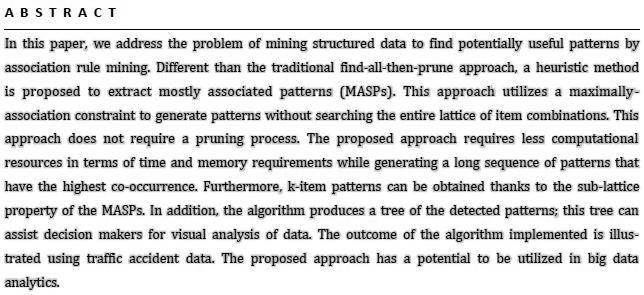 ABSTRACT
In this paper, we address the problem of mining structured data to find potentially useful patterns by
association rule mining. Different than the traditional find-all-then-prune approach, a heuristic method
is proposed to extract mostly associated patterns (MASPs). This approach utilizes a maximally-
association constraint to generate patterns without searching the entire lattice of item combinations. This
approach does not require a pruning process. The proposed approach requires less computational
resources in terms of time and memory requirements while generating a long sequence of patterns that
have the highest co-occurrence. Furthermore, k-item patterns can be obtained thanks to the sub-lattice
property of the MASPs. In addition, the algorithm produces a tree of the detected patterns; this tree can
assist decision makers for visual analysis of data. The outcome of the algorithm implemented is illus-
trated using traffic accident data. The proposed approach has a potential to be utilized in big data
analytics.